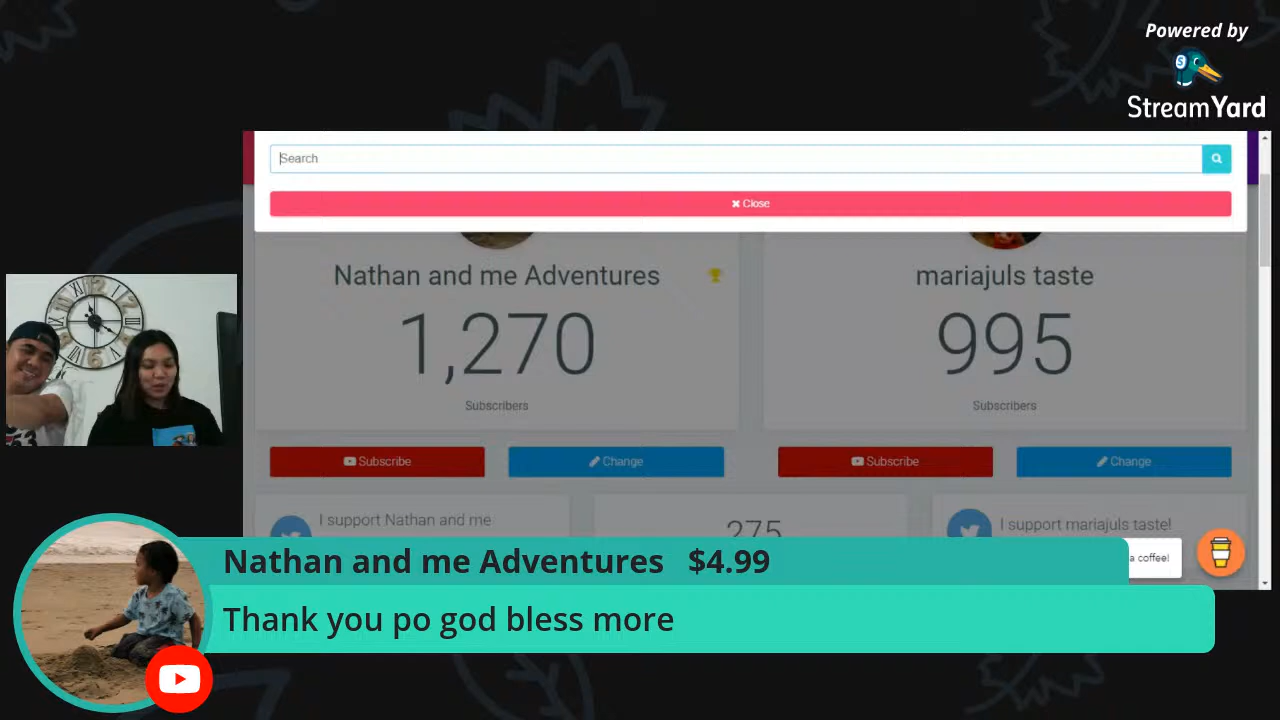 Powered by
StreamYard
Search
✖ Close
Nathan and me Adventures
1,270
Subscribers
Subscribe
Change
mariajuls taste
995
Subscribers
Subscribe
Change
I support Nathan and me
275
I support mariajuls taste!
a coffee!
Nathan and me Adventures $4.99
Thank you po god bless more